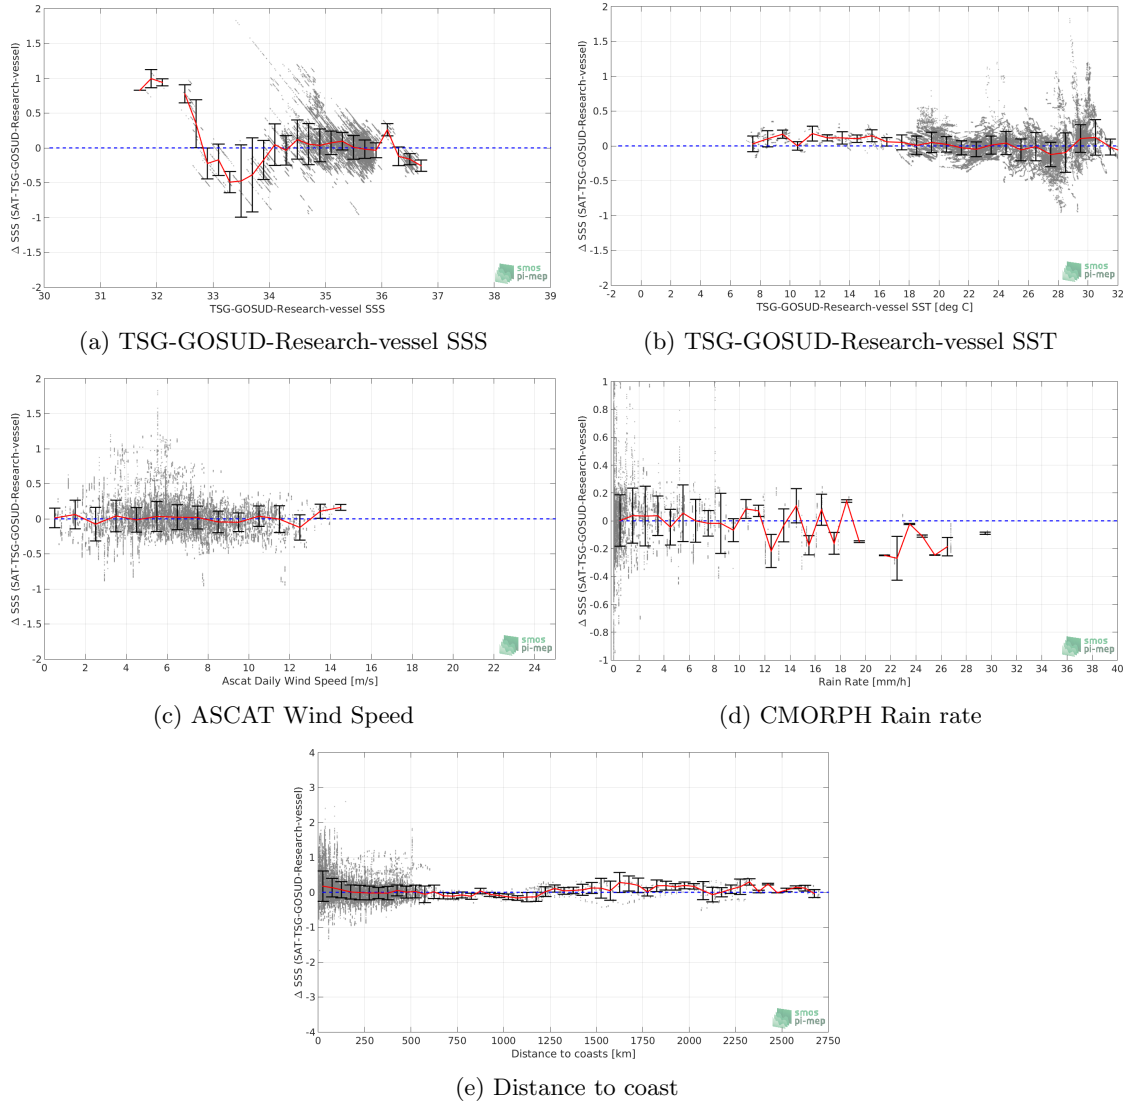 Δ SSS (SAT-TSG-GOSUD-Research-vessel)
2
1.5
1
0.5
0
-0.5
-1
-1.5
-2
30 31 32 33 34 35 36 37 38 39
TSG-GOSUD-Research-vessel SSS
smos
pi-mep
(a) TSG-GOSUD-Research-vessel SSS
Δ SSS (SAT-TSG-GOSUD-Research-vessel)
2
1.5
1
0.5
0
-0.5
-1
-1.5
-2
-2 0 2 4 6 8 10 12 14 16 18 20 22 24 26 28 30 32
TSG-GOSUD-Research-vessel SST [deg C]
smos
pi-mep
(b) TSG-GOSUD-Research-vessel SST
Δ SSS (SAT-TSG-GOSUD-Research-vessel)
2
1.5
1
0.5
0
-0.5
-1
-1.5
-2
0 2 4 6 8 10 12 14 16 18 20 22 24
Ascat Daily Wind Speed [m/s]
smos
pi-mep
(c) ASCAT Wind Speed
Δ SSS (SAT-TSG-GOSUD-Research-vessel)
1
0.8
0.6
0.4
0.2
0
-0.2
-0.4
-0.6
-0.8
-1
0 2 4 6 8 10 12 14 16 18 20 22 24 26 28 30 32 34 36 38 40
Rain Rate [mm/h]
smos
pi-mep
(d) CMORPH Rain rate
Δ SSS (SAT-TSG-GOSUD-Research-vessel)
4
3
2
1
0
-1
-2
-3
-4
0 250 500 750 1000 1250 1500 1750 2000 2250 2500 2750
Distance to coasts [km]
smos
pi-mep
(e) Distance to coast